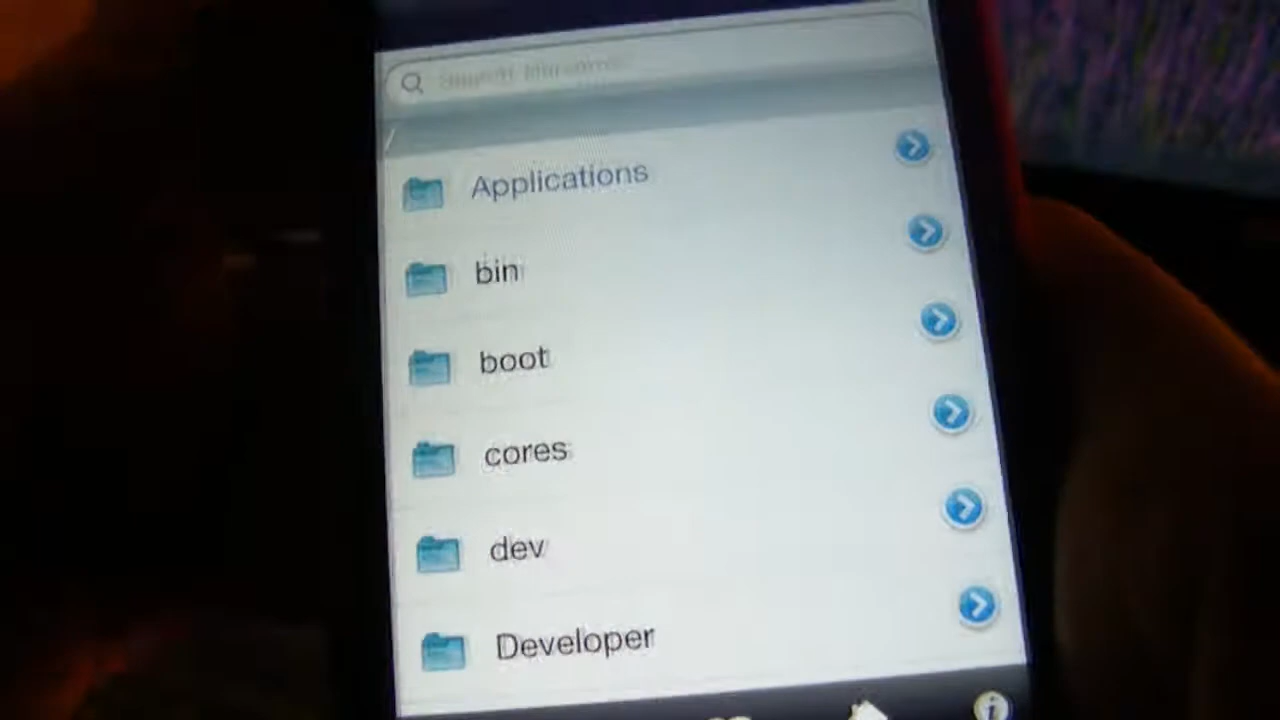 /
Applications
bin
boot
cores
dev
Developer